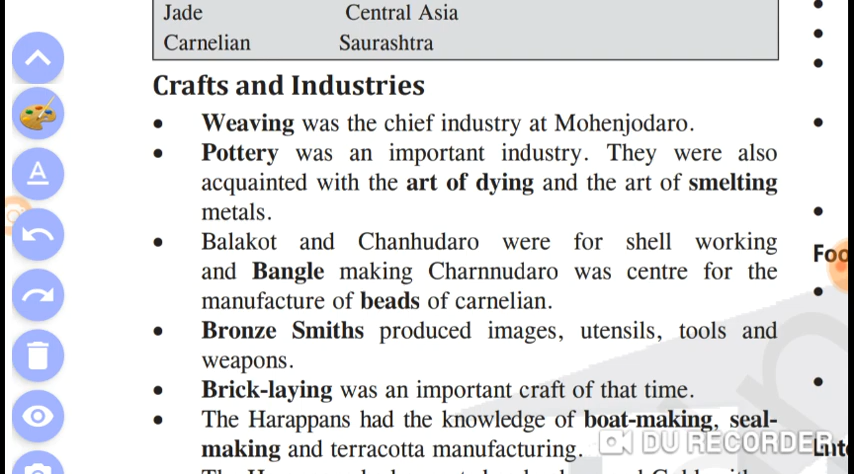 Jade Central Asia
Carnelian Saurashtra
Crafts and Industries
• Weaving was the chief industry at Mohenjodaro.
• Pottery was an important industry. They were also
acquainted with the art of dying and the art of smelting
metals.
• Balakot and Chanhudaro were for shell working
and Bangle making Charnnudaro was centre for the
manufacture of beads of carnelian.
• Bronze Smiths produced images, utensils, tools and
weapons.
• Brick-laying was an important craft of that time.
• The Harappans had the knowledge of boat-making, seal-
making and terracotta manufacturing.
DU RECORDER
A